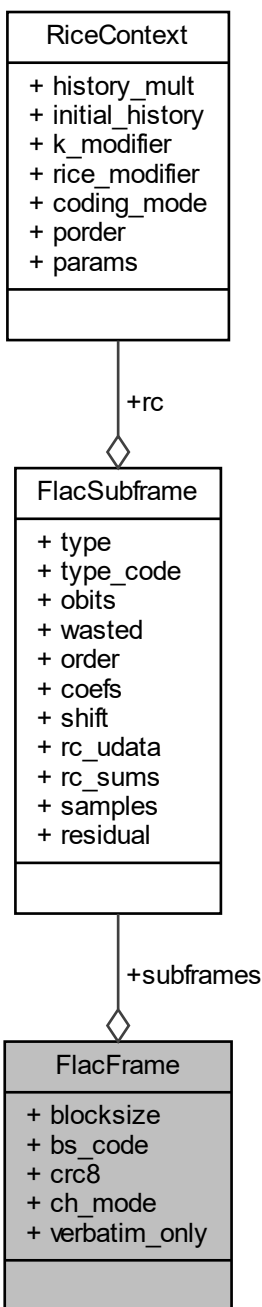 RiceContext
+ history_mult
+ initial_history
+ k_modifier
+ rice_modifier
+ coding_mode
+ porder
+ params
+rc
FlacSubframe
+ type
+ type_code
+ obits
+ wasted
+ order
+ coefs
+ shift
+ rc_udata
+ rc_sums
+ samples
+ residual
+subframes
FlacFrame
+ blocksize
+ bs_code
+ crc8
+ ch_mode
+ verbatim_only